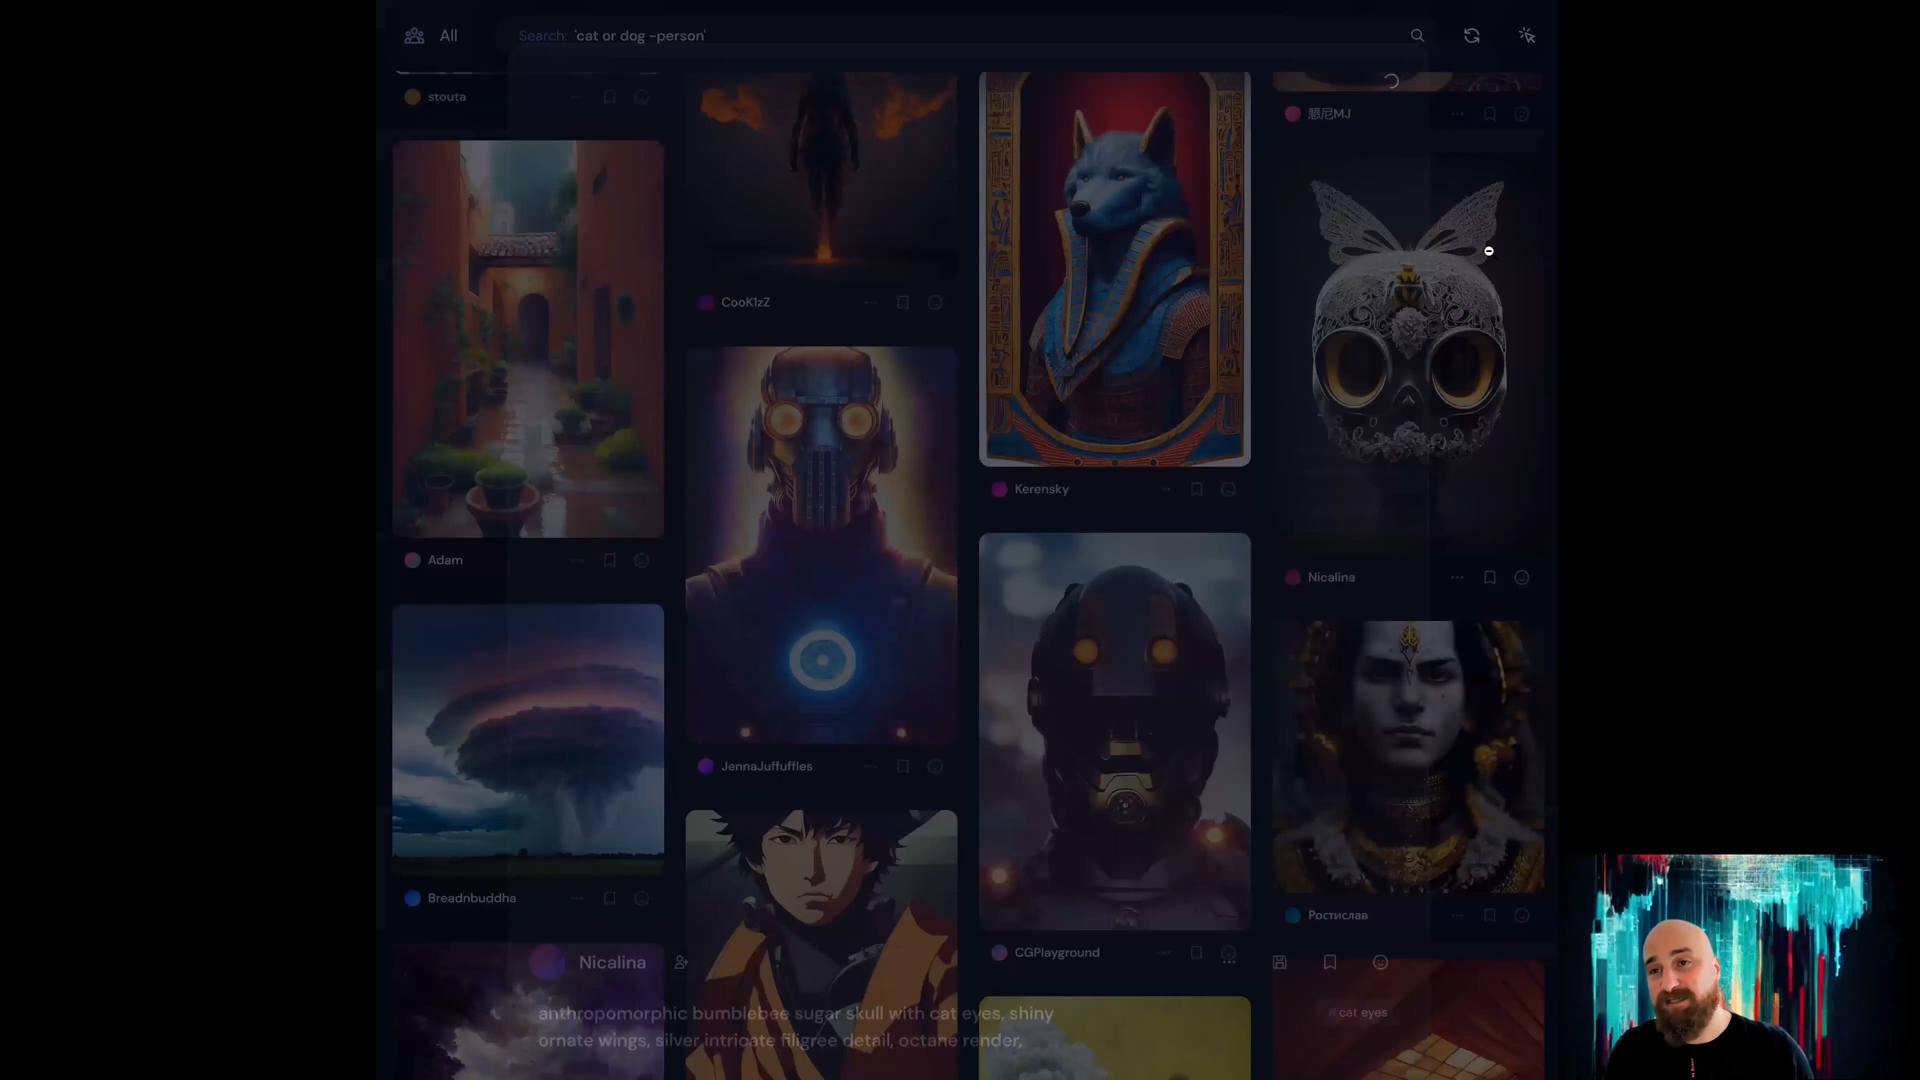 All
Search: 'cat or dog -person'
stouta
懇尼MJ
CooK1zZ
Kerensky
Adam
Nicalina
JennaJuffuffles
Breadnbuddha
Ростислав
CGPlayground
Nicalina
anthropomorphic bumblebee sugar skull with cat eyes, shiny
ornate wings, silver intricate filigree detail, octane render,
#cat eyes